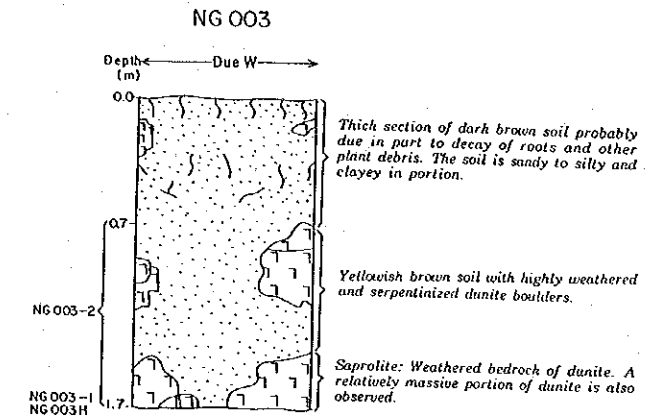 NG 003
Depth
(m)
Due W
0.0
Thich section of dark brown soil probably
due in part to decay of roots and other
plant debris. The soil is sandy to silty and
clayey in portion.
0.7
Yellowish brown soil with highly weathered
and serpentinized dunite boulders.
NG 003-2
Saprolite: Weathered bedrock of dunite. A
relatively massive portion of dunite is also
observed.
NG 003-1
NG 003H
1.7